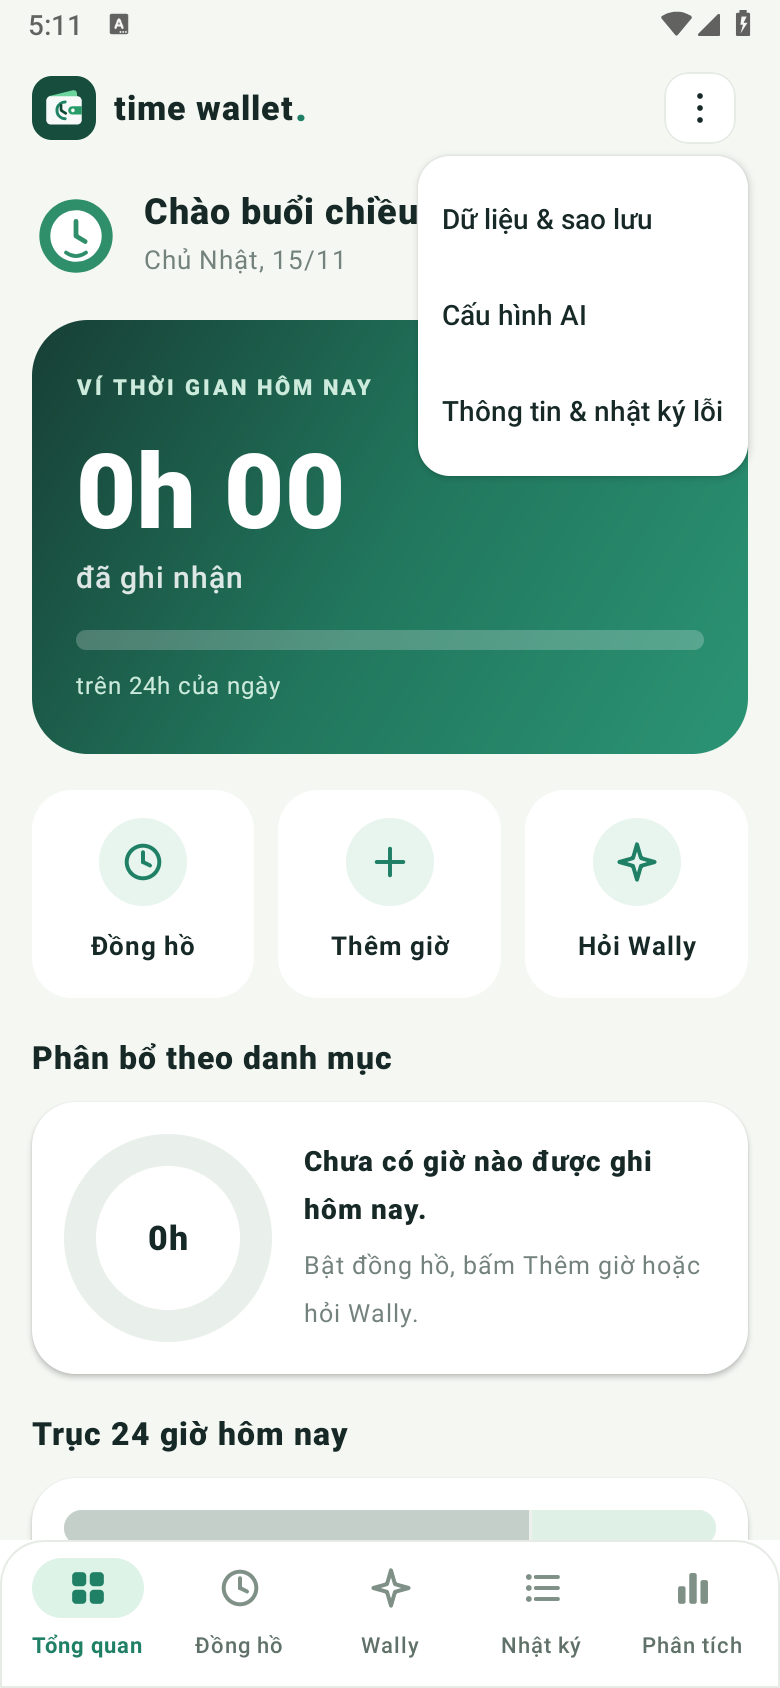 5:11
A
time wallet.
Chào buổi chiều
Chủ Nhật, 15/11
Dữ liệu & sao lưu
Cấu hình AI
Thông tin & nhật ký lỗi
VÍ THỜI GIAN HÔM NAY
0h 00
đã ghi nhận
trên 24h của ngày
Đồng hồ
Thêm giờ
Hỏi Wally
Phân bổ theo danh mục
0h
Chưa có giờ nào được ghi
hôm nay.
Bật đồng hồ, bấm Thêm giờ hoặc
hỏi Wally.
Trục 24 giờ hôm nay
Tổng quan
Đồng hồ
Wally
Nhật ký
Phân tích